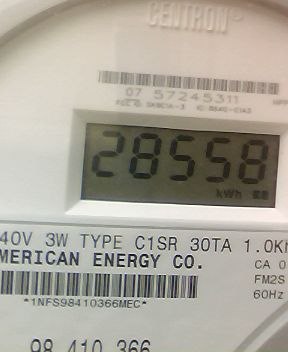 CENTRON®
07 57245311
28558
kWh
40V 3W TYPE C1SR 30TA 1.0K
MERICAN ENERGY CO.
CA 0
FM2S
60Hz
*1NFS98410366MEC*
98 410 366